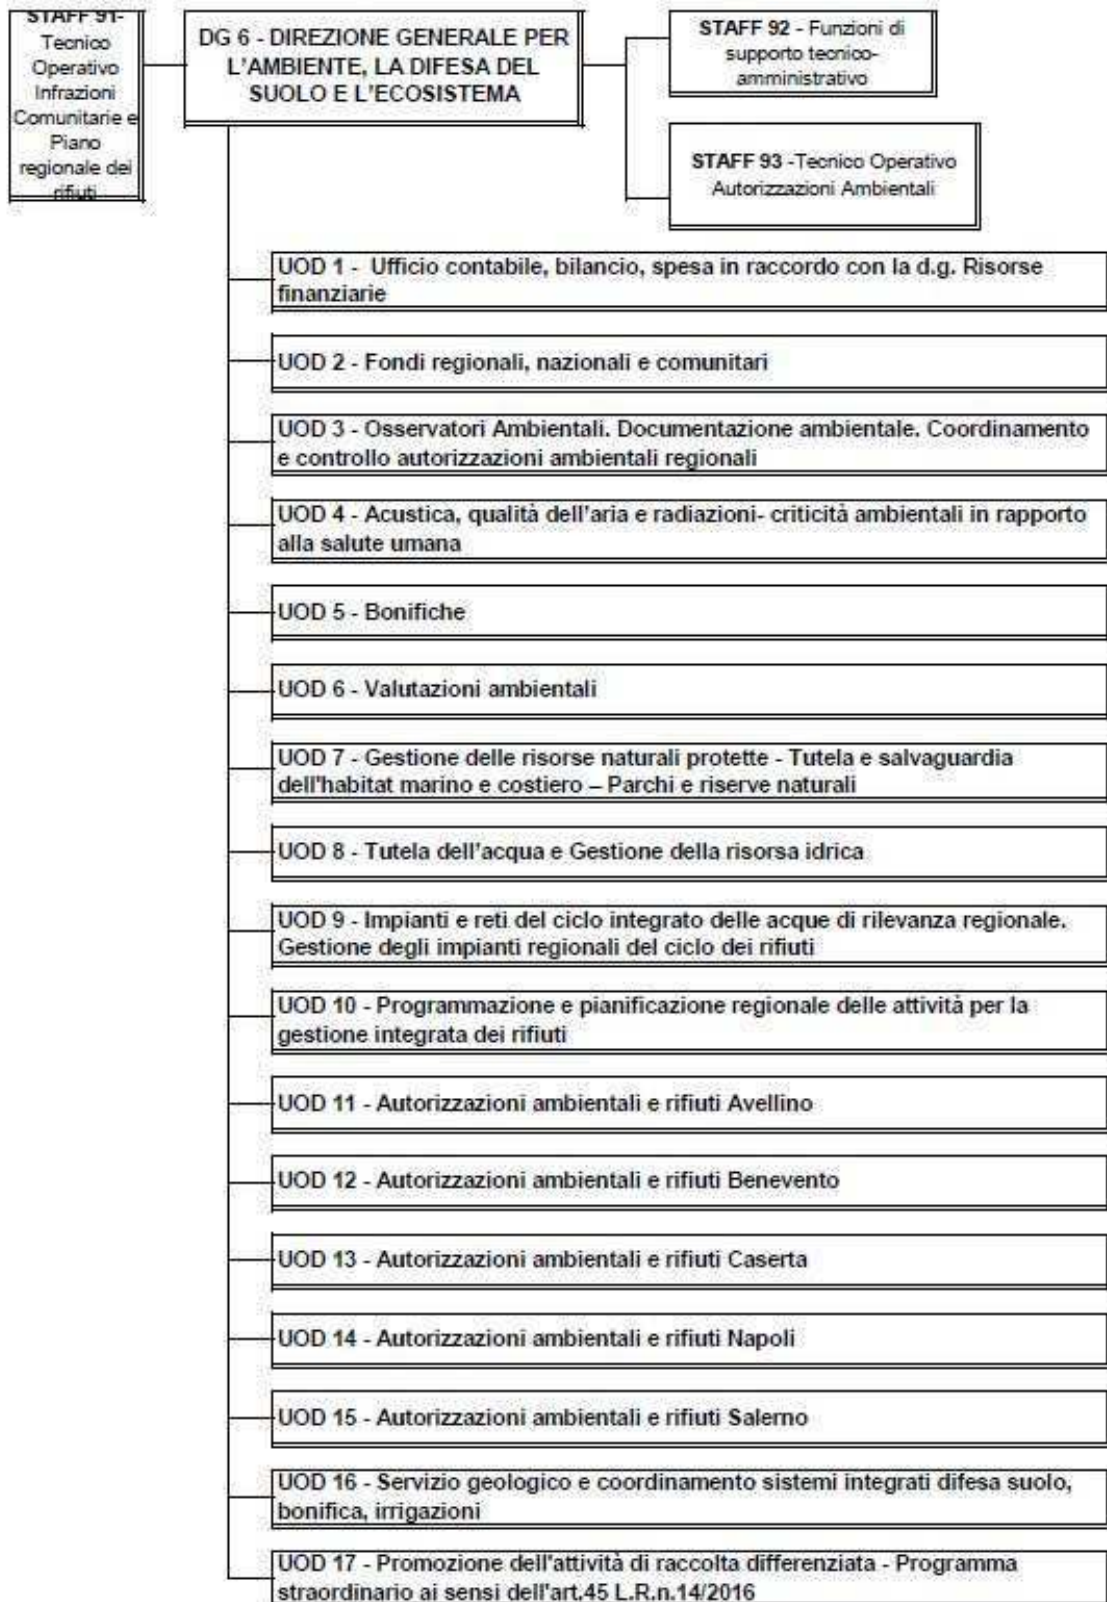 STAFF 91-
Tecnico
Operativo
Infrazioni
Comunitarie e
Piano
regionale dei
rifiuti
DG 6 - DIREZIONE GENERALE PER
L'AMBIENTE, LA DIFESA DEL
SUOLO E L'ECOSISTEMA
STAFF 92 - Funzioni di
supporto tecnico-
amministrativo
STAFF 93 -Tecnico Operativo
Autorizzazioni Ambientali
UOD 1 - Ufficio contabile, bilancio, spesa in raccordo con la d.g. Risorse
finanziarie
UOD 2 - Fondi regionali, nazionali e comunitari
UOD 3 - Osservatori Ambientali. Documentazione ambientale. Coordinamento
e controllo autorizzazioni ambientali regionali
UOD 4 - Acustica, qualità dell'aria e radiazioni- criticità ambientali in rapporto
alla salute umana
UOD 5 - Bonifiche
UOD 6 - Valutazioni ambientali
UOD 7 - Gestione delle risorse naturali protette - Tutela e salvaguardia
dell'habitat marino e costiero – Parchi e riserve naturali
UOD 8 - Tutela dell'acqua e Gestione della risorsa idrica
UOD 9 - Impianti e reti del ciclo integrato delle acque di rilevanza regionale.
Gestione degli impianti regionali del ciclo dei rifiuti
UOD 10 - Programmazione e pianificazione regionale delle attività per la
gestione integrata dei rifiuti
UOD 11 - Autorizzazioni ambientali e rifiuti Avellino
UOD 12 - Autorizzazioni ambientali e rifiuti Benevento
UOD 13 - Autorizzazioni ambientali e rifiuti Caserta
UOD 14 - Autorizzazioni ambientali e rifiuti Napoli
UOD 15 - Autorizzazioni ambientali e rifiuti Salerno
UOD 16 - Servizio geologico e coordinamento sistemi integrati difesa suolo,
bonifica, irrigazioni
UOD 17 - Promozione dell'attività di raccolta differenziata - Programma
straordinario ai sensi dell'art.45 L.R.n.14/2016